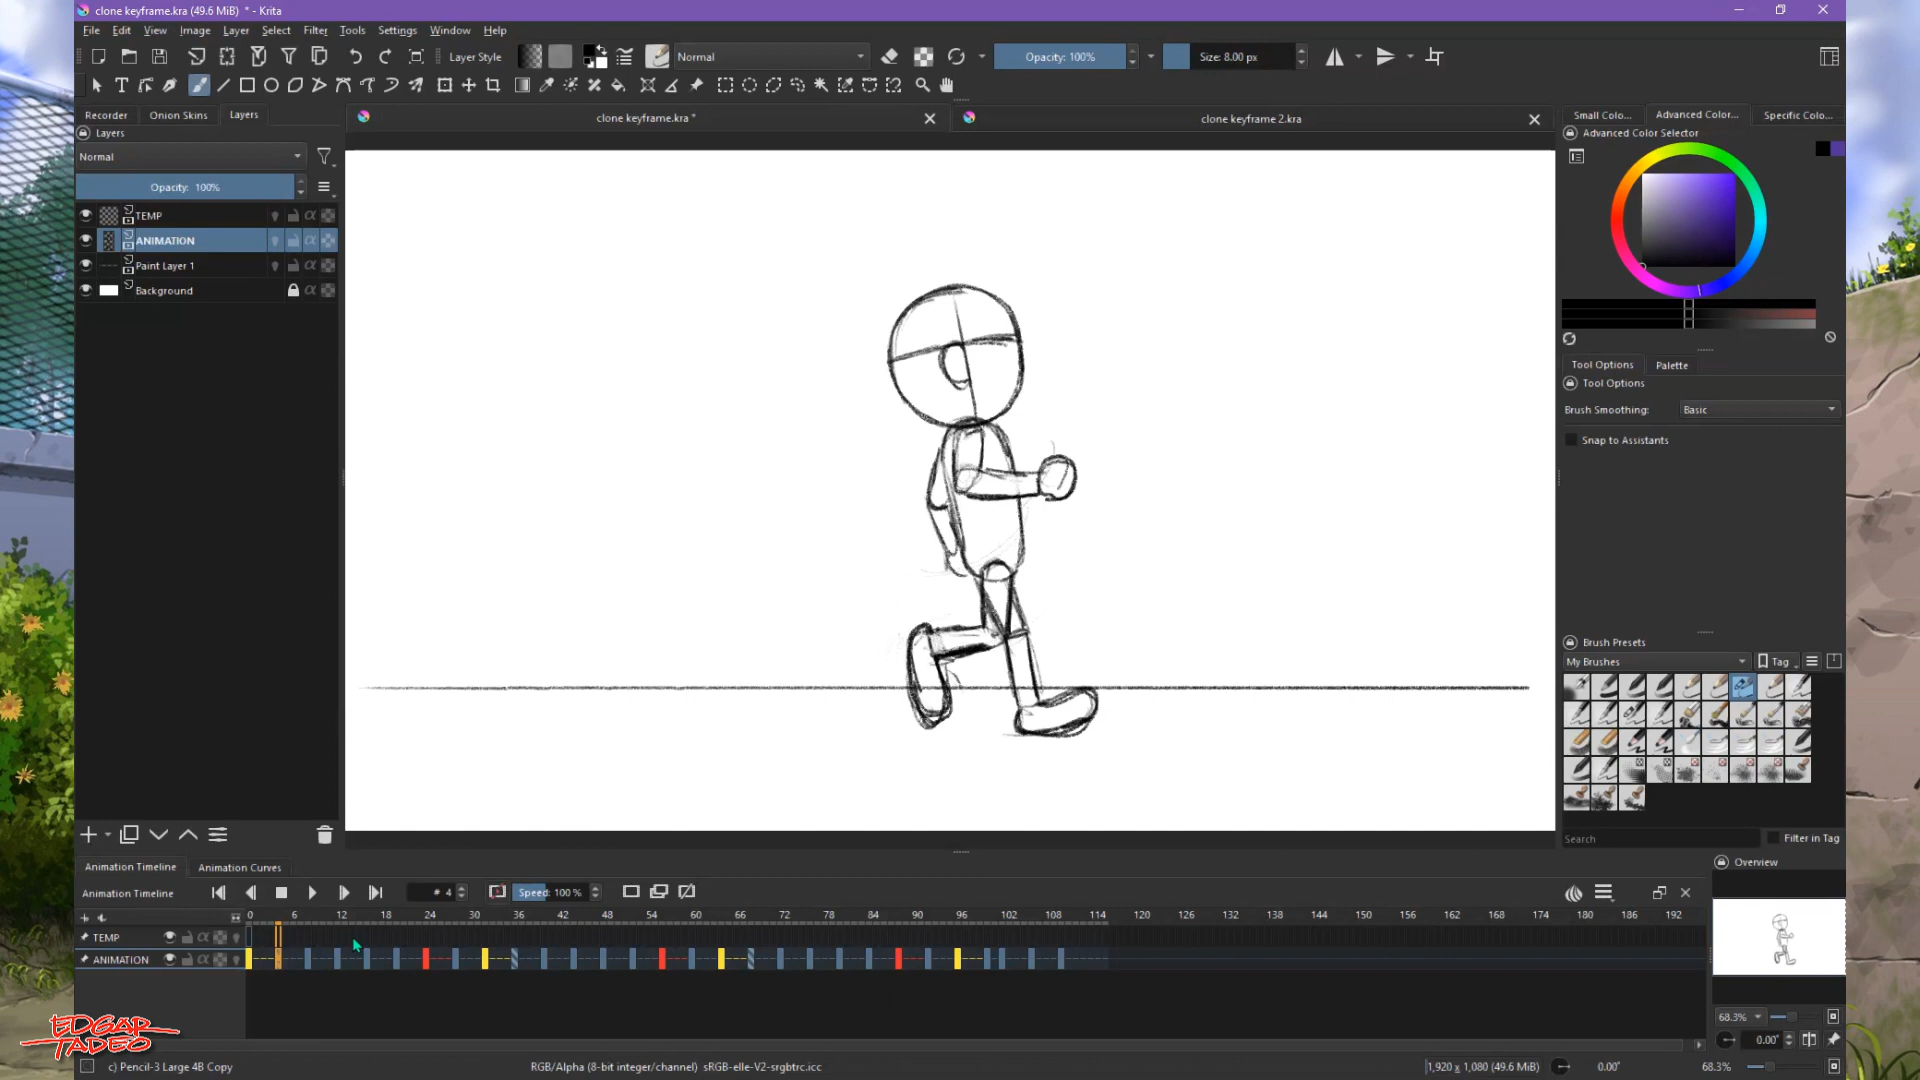 clone keyframe.kra (49.6 MiB) * - Krita
File Edit View Image Layer Select Filter Tools Settings Window Help
Layer Style
Normal
Opacity: 100%
Size: 8.00 px
Recorder
Onion Skins
Layers
clone keyframe.kra *
clone keyframe 2.kra
Small Colo...
Advanced Color...
Specific Colo...
Layers
Advanced Color Selector
Normal
Opacity: 100%
TEMP
ANIMATION
Paint Layer 1
Background
Tool Options
Palette
Tool Options
Brush Smoothing:
Basic
Snap to Assistants
Brush Presets
My Brushes
Tag
Search
Filter in Tag
Animation Timeline
Animation Curves
Overview
Animation Timeline
# 4
Speed: 100 %
0 6 12 18 24 30 36 42 48 54 60 66 72 78 84 90 96 102 108 114 120 126 132 138 144 150 156 162 168 174 180 186 192
TEMP
ANIMATION
68.3%
0.00°
EDGAR
TADEO
c) Pencil-3 Large 4B Copy
RGB/Alpha (8-bit integer/channel) sRGB-elle-V2-srgbtrc.icc
1,920 x 1,080 (49.6 MiB)
0.00°
68.3%